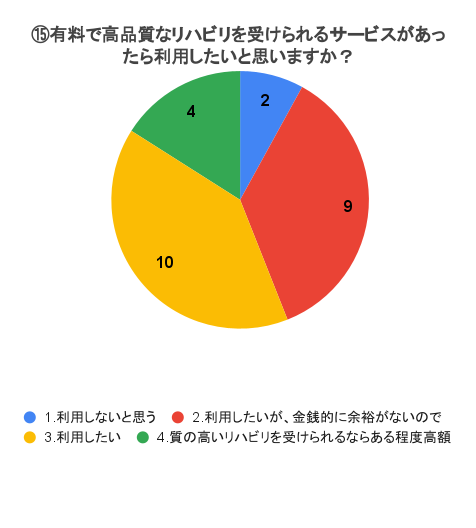 ⑮有料で高品質なリハビリを受けられるサービスがあっ
たら利用したいと思いますか？
2
4
9
10
1.利用しないと思う 2.利用したいが、金銭的に余裕がないので
3.利用したい 4.質の高いリハビリを受けられるならある程度高額